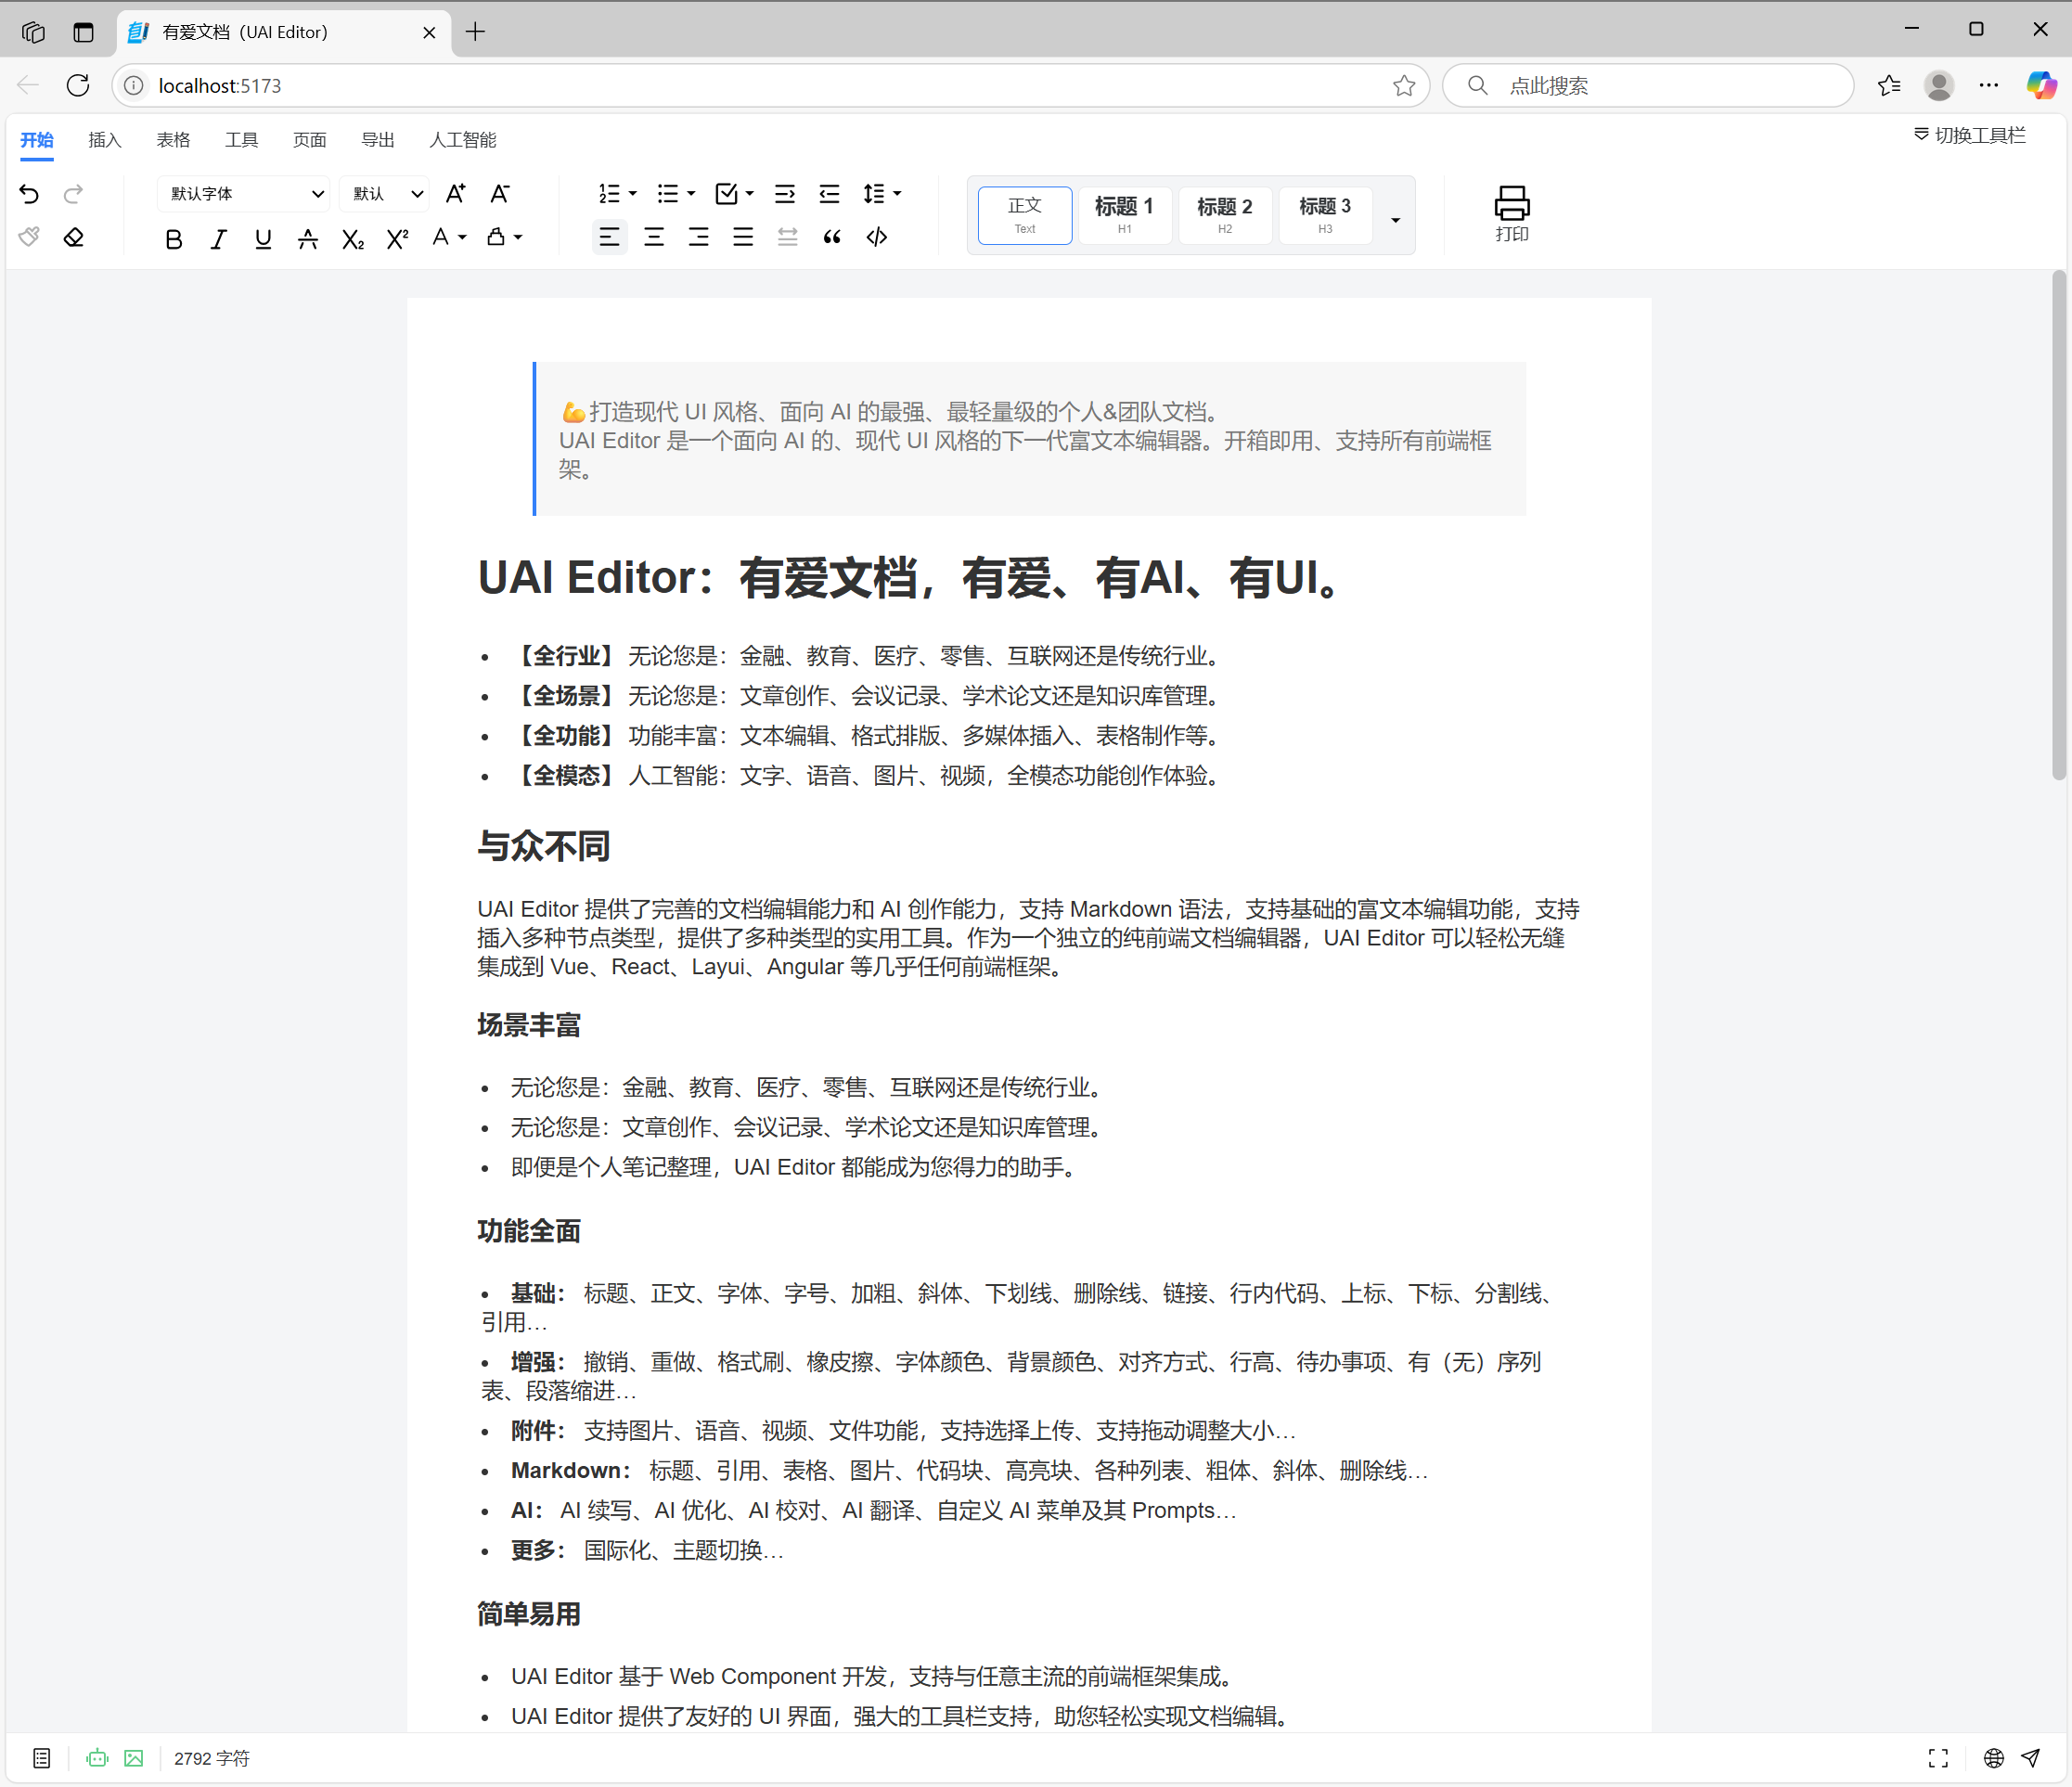 有爱文档（UAI Editor）
localhost:5173
点此搜索
开始 插入 表格 工具 页面 导出 人工智能
切换工具栏
默认字体 默认
正文 Text
标题 1 H1
标题 2 H2
标题 3 H3
打印
💪打造现代 UI 风格、面向 AI 的最强、最轻量级的个人&团队文档。
UAI Editor 是一个面向 AI 的、现代 UI 风格的下一代富文本编辑器。开箱即用、支持所有前端框
架。
UAI Editor：有爱文档，有爱、有AI、有UI。
• 【全行业】 无论您是：金融、教育、医疗、零售、互联网还是传统行业。
• 【全场景】 无论您是：文章创作、会议记录、学术论文还是知识库管理。
• 【全功能】 功能丰富：文本编辑、格式排版、多媒体插入、表格制作等。
• 【全模态】 人工智能：文字、语音、图片、视频，全模态功能创作体验。
与众不同
UAI Editor 提供了完善的文档编辑能力和 AI 创作能力，支持 Markdown 语法，支持基础的富文本编辑功能，支持
插入多种节点类型，提供了多种类型的实用工具。作为一个独立的纯前端文档编辑器，UAI Editor 可以轻松无缝
集成到 Vue、React、Layui、Angular 等几乎任何前端框架。
场景丰富
• 无论您是：金融、教育、医疗、零售、互联网还是传统行业。
• 无论您是：文章创作、会议记录、学术论文还是知识库管理。
• 即便是个人笔记整理，UAI Editor 都能成为您得力的助手。
功能全面
• 基础： 标题、正文、字体、字号、加粗、斜体、下划线、删除线、链接、行内代码、上标、下标、分割线、
引用…
• 增强： 撤销、重做、格式刷、橡皮擦、字体颜色、背景颜色、对齐方式、行高、待办事项、有（无）序列
表、段落缩进…
• 附件： 支持图片、语音、视频、文件功能，支持选择上传、支持拖动调整大小…
• Markdown： 标题、引用、表格、图片、代码块、高亮块、各种列表、粗体、斜体、删除线…
• AI： AI 续写、AI 优化、AI 校对、AI 翻译、自定义 AI 菜单及其 Prompts…
• 更多： 国际化、主题切换…
简单易用
• UAI Editor 基于 Web Component 开发，支持与任意主流的前端框架集成。
• UAI Editor 提供了友好的 UI 界面，强大的工具栏支持，助您轻松实现文档编辑。
2792 字符